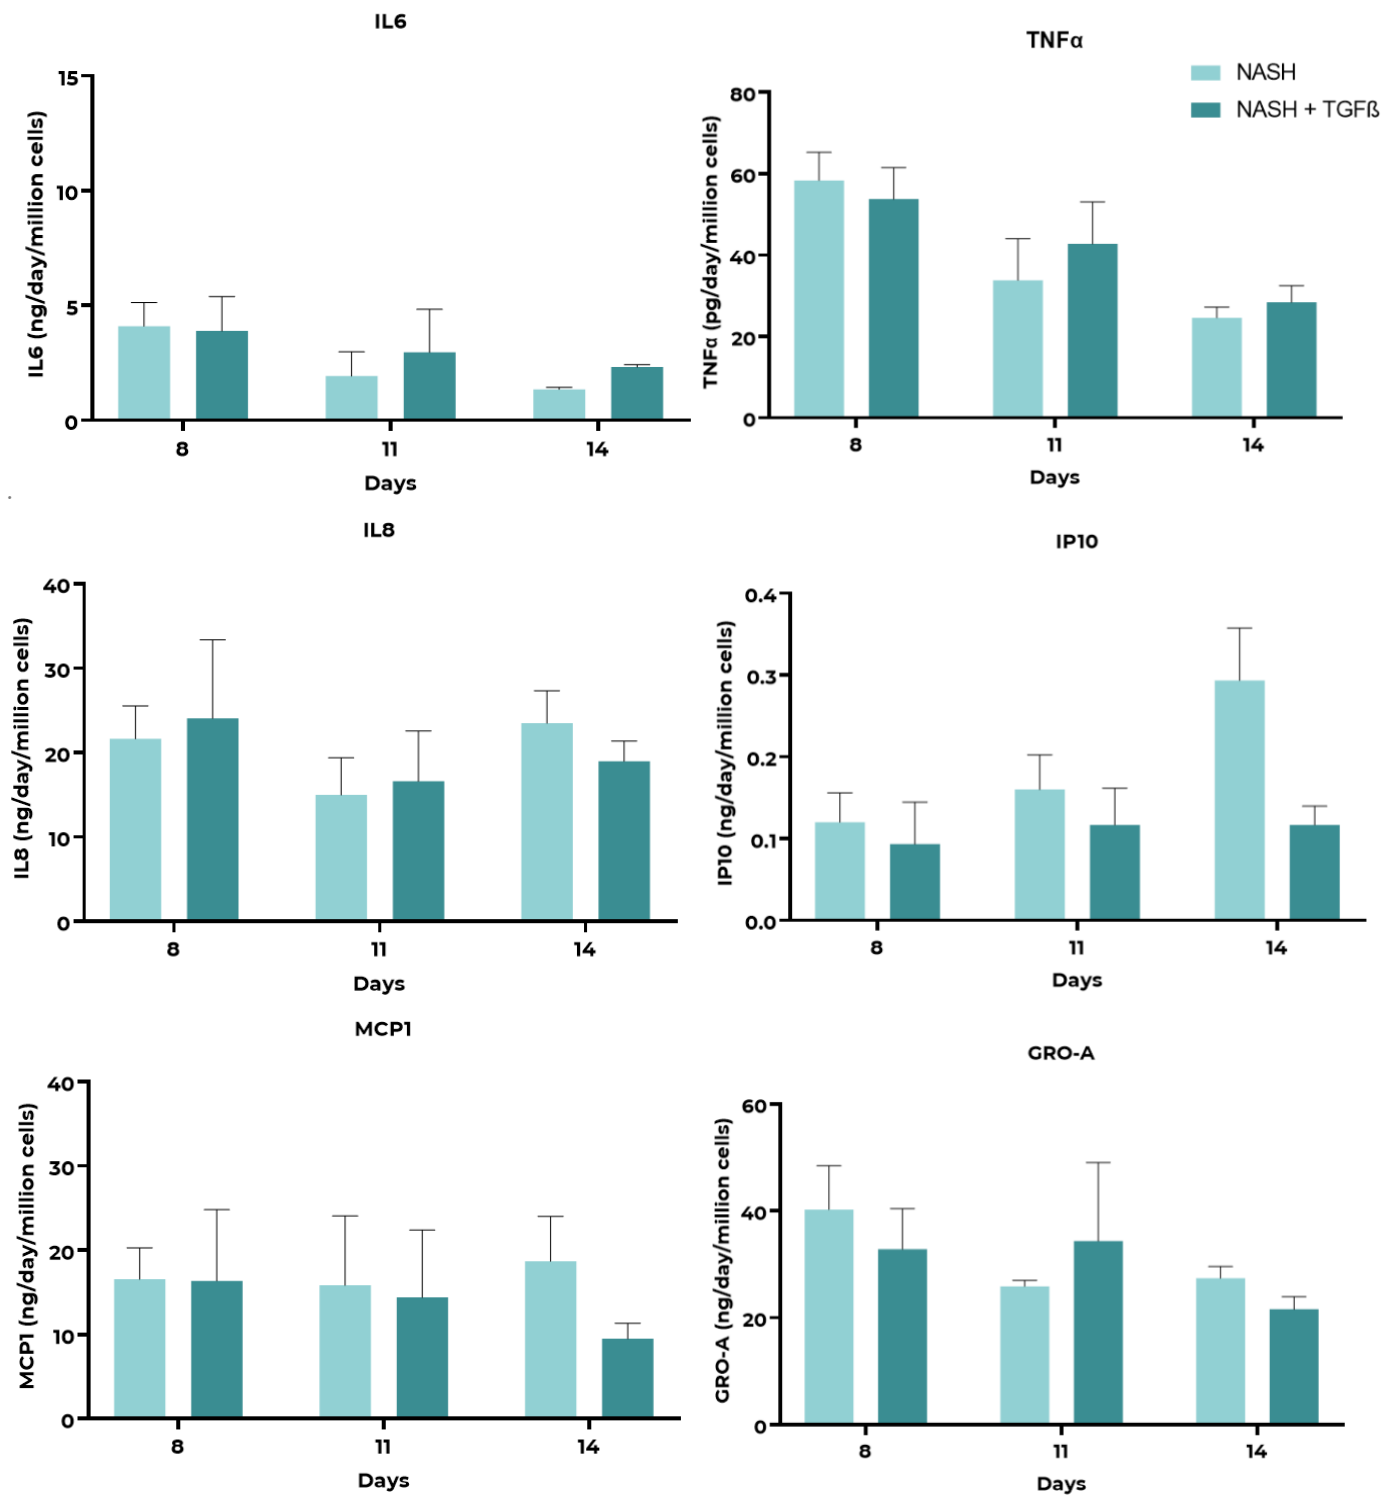 IL6
15
10
5
0
IL6 (ng/day/million cells)
8 11 14
Days
TNFα
NASH
NASH + TGFß
80
60
40
20
0
TNFα (pg/day/million cells)
8 11 14
Days
IL8
40
30
20
10
0
IL8 (ng/day/million cells)
8 11 14
Days
IP10
0.4
0.3
0.2
0.1
0.0
IP10 (ng/day/million cells)
8 11 14
Days
MCP1
40
30
20
10
0
MCP1 (ng/day/million cells)
8 11 14
Days
GRO-A
60
40
20
0
GRO-A (ng/day/million cells)
8 11 14
Days